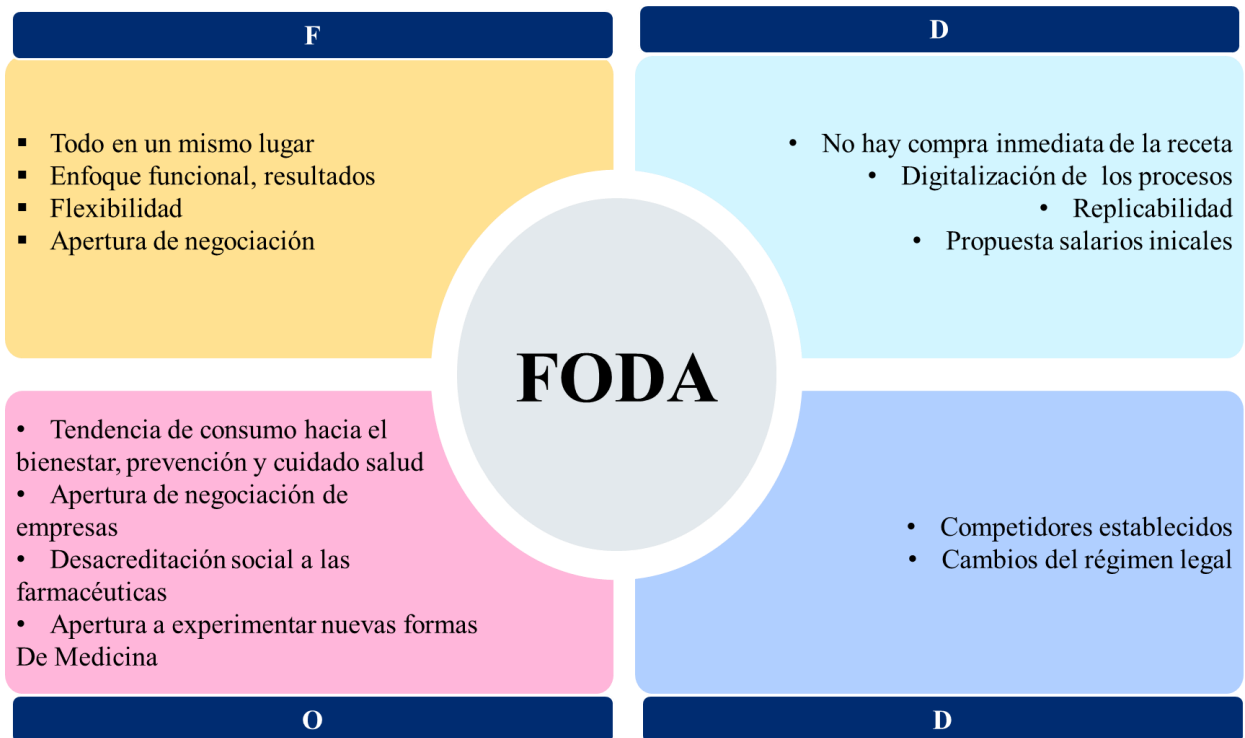 F
▪ Todo en un mismo lugar
▪ Enfoque funcional, resultados
▪ Flexibilidad
▪ Apertura de negociación
D
• No hay compra inmediata de la receta
• Digitalización de los procesos
• Replicabilidad
• Propuesta salarios inicales
FODA
• Tendencia de consumo hacia el
bienestar, prevención y cuidado salud
• Apertura de negociación de
empresas
• Desacreditación social a las
farmacéuticas
• Apertura a experimentar nuevas formas
De Medicina
O
• Competidores establecidos
• Cambios del régimen legal
D